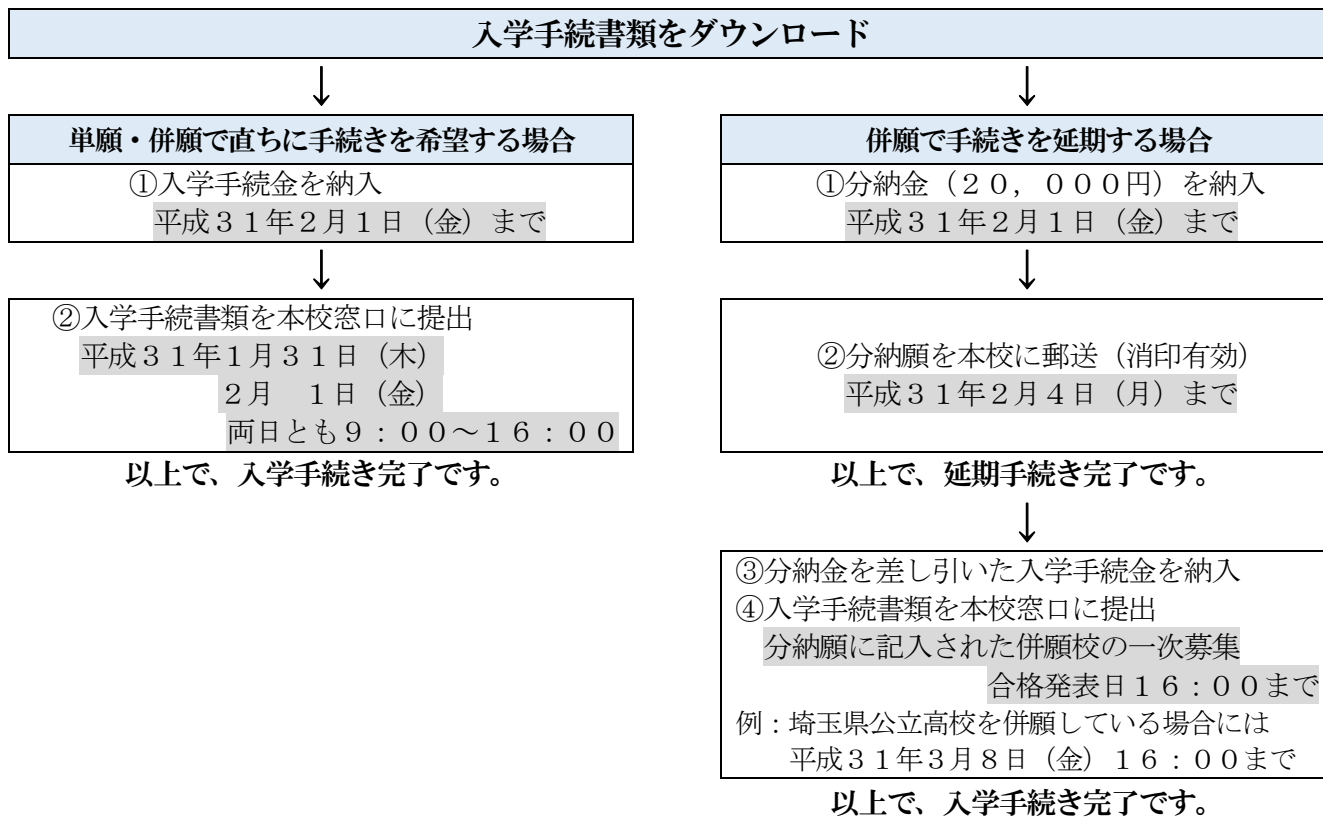 入学手続書類をダウンロード
↓
↓
単願・併願で直ちに手続きを希望する場合
①入学手続金を納入
平成３１年２月１日（金）まで
↓
②入学手続書類を本校窓口に提出
平成３１年１月３１日（木）
２月　１日（金）
両日とも９：００～１６：００
以上で、入学手続き完了です。
併願で手続きを延期する場合
①分納金（２０，０００円）を納入
平成３１年２月１日（金）まで
↓
②分納願を本校に郵送（消印有効）
平成３１年２月４日（月）まで
以上で、延期手続き完了です。
↓
③分納金を差し引いた入学手続金を納入
④入学手続書類を本校窓口に提出
分納願に記入された併願校の一次募集
合格発表日１６：００まで
例：埼玉県公立高校を併願している場合には
平成３１年３月８日（金）１６：００まで
以上で、入学手続き完了です。